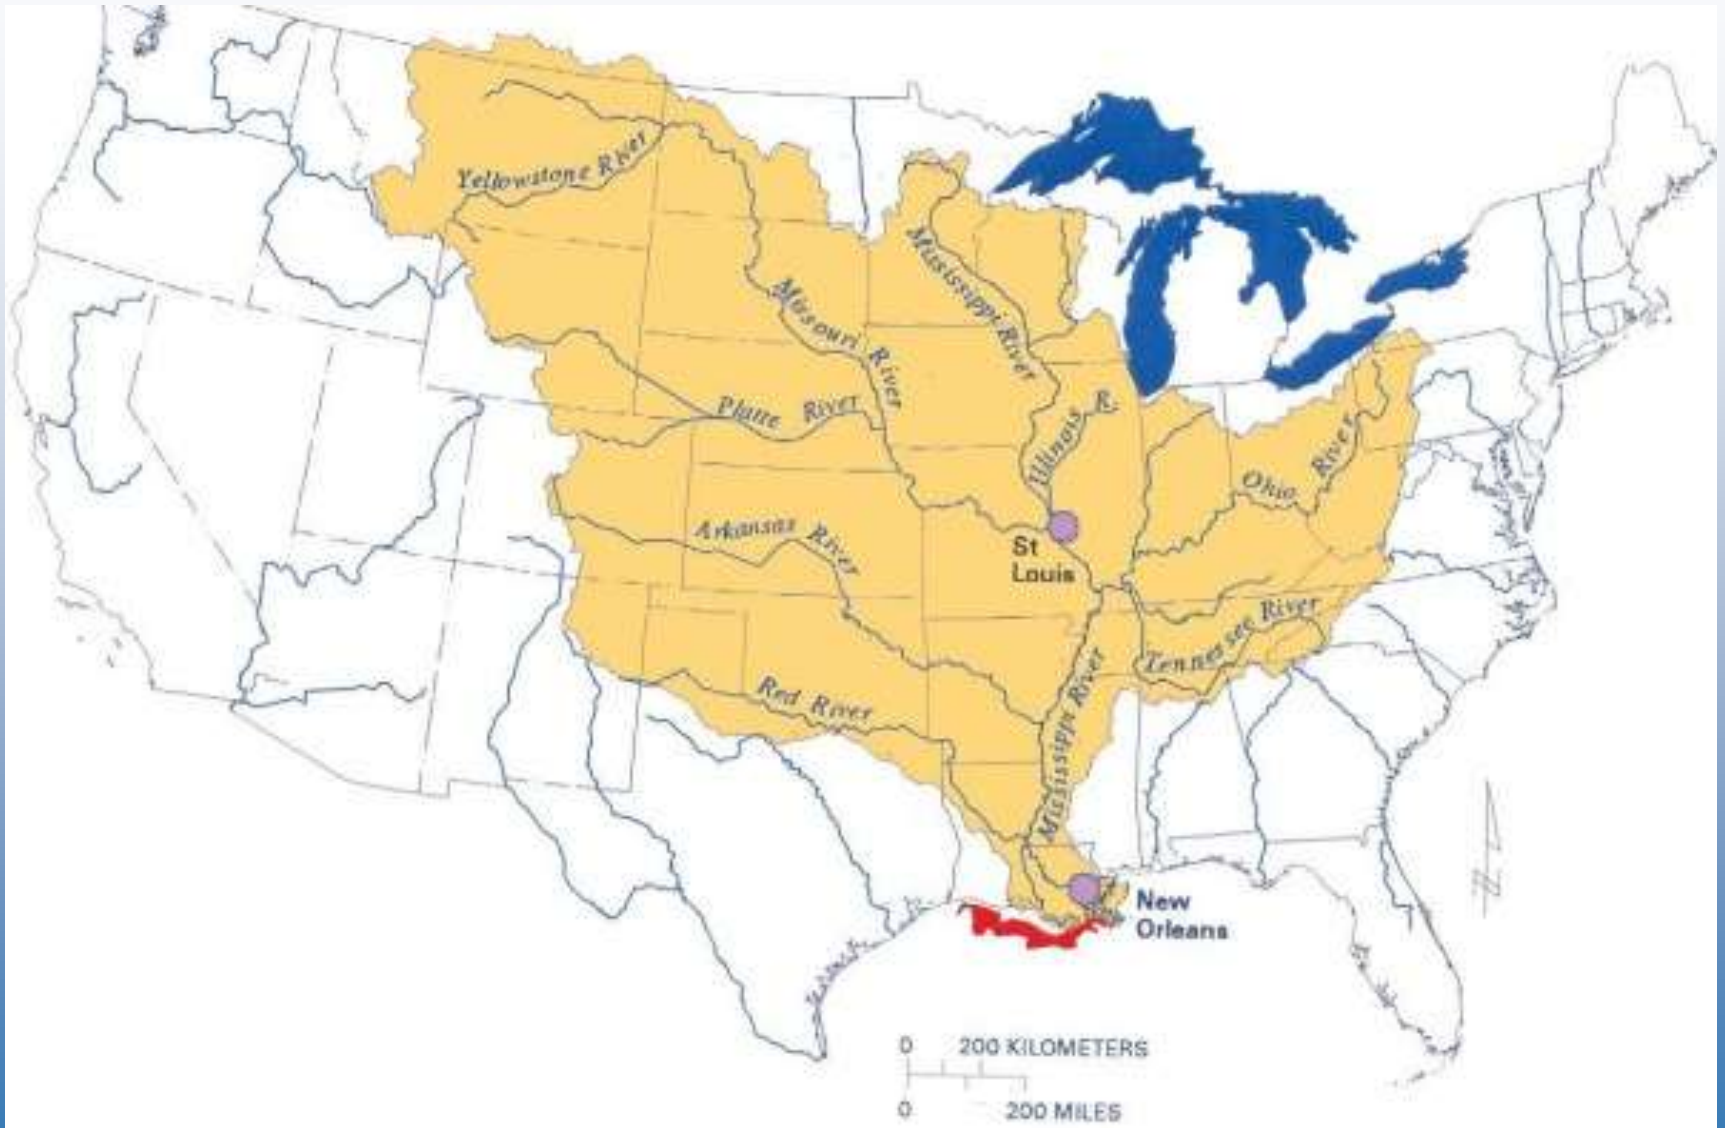 Yellowstone River
Mississippi River
Missouri River
Platte River
Illinois R.
Ohio River
Arkansas River
St
Louis
Tennessee River
Red River
Mississippi River
New
Orleans
0 200 KILOMETERS
0 200 MILES